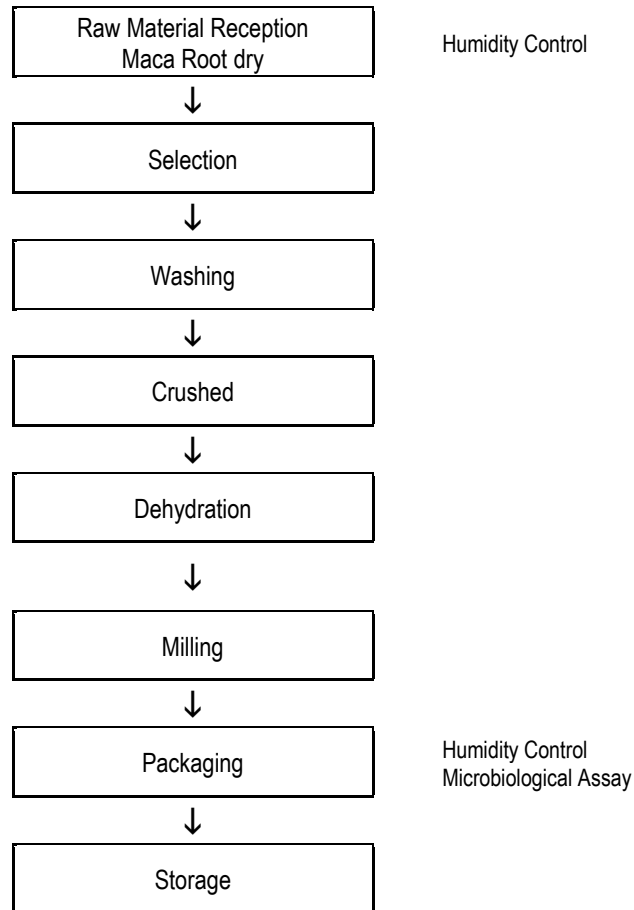 Raw Material Reception
Maca Root dry
Humidity Control
↓
Selection
↓
Washing
↓
Crushed
↓
Dehydration
↓
Milling
↓
Packaging
Humidity Control
Microbiological Assay
↓
Storage